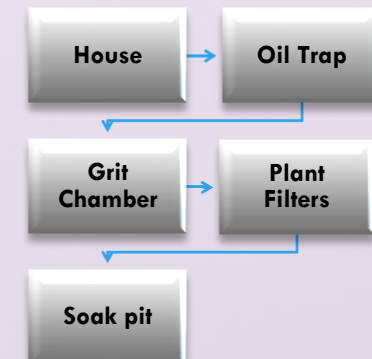 House
Oil Trap
Grit
Chamber
Plant
Filters
Soak pit